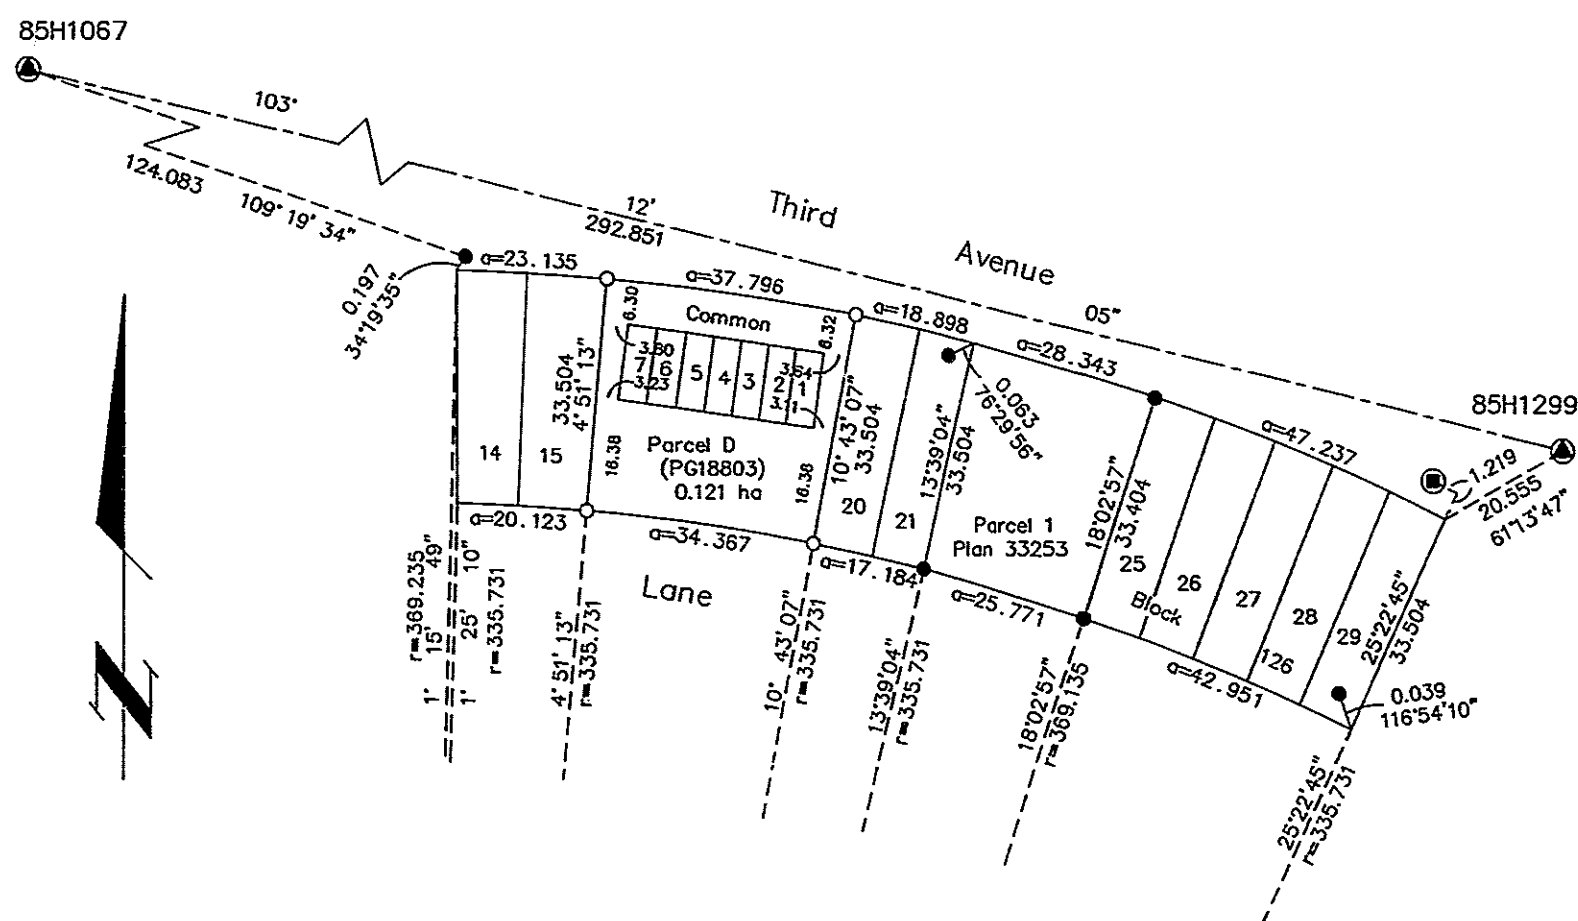 85H1067
103°
124.083
109° 19' 34"
12'
292.851
Third
Avenue
05"
85H1299
a=23.135
a=37.796
a=18.898
a=28.343
a=47.237
0.197
34°19'35"
6.30
Common
6.32
33.504
4° 51' 13"
3.60
7
6
5
4
3
2
1
3.64
3.23
3.11
0.063
76°29'56"
1.219
20.555
61°13'47"
14
15
16.38
Parcel D
(PG18803)
0.121 ha
16.38
10° 43' 07"
33.504
20
13°39'04"
33.504
21
Parcel 1
Plan 33253
18°02'57"
33.404
25
26
27
28
29
Block
126
25°22'45"
33.504
0.039
116°54'10"
a=20.123
a=34.367
a=17.184
a=25.771
a=42.951
Lane
r=369.235
1° 15' 49"
1° 25' 10"
r=335.731
4° 51' 13"
r=335.731
10° 43' 07"
r=335.731
13°39'04"
r=335.731
18°02'57"
r=369.135
25°22'45"
r=335.731
N